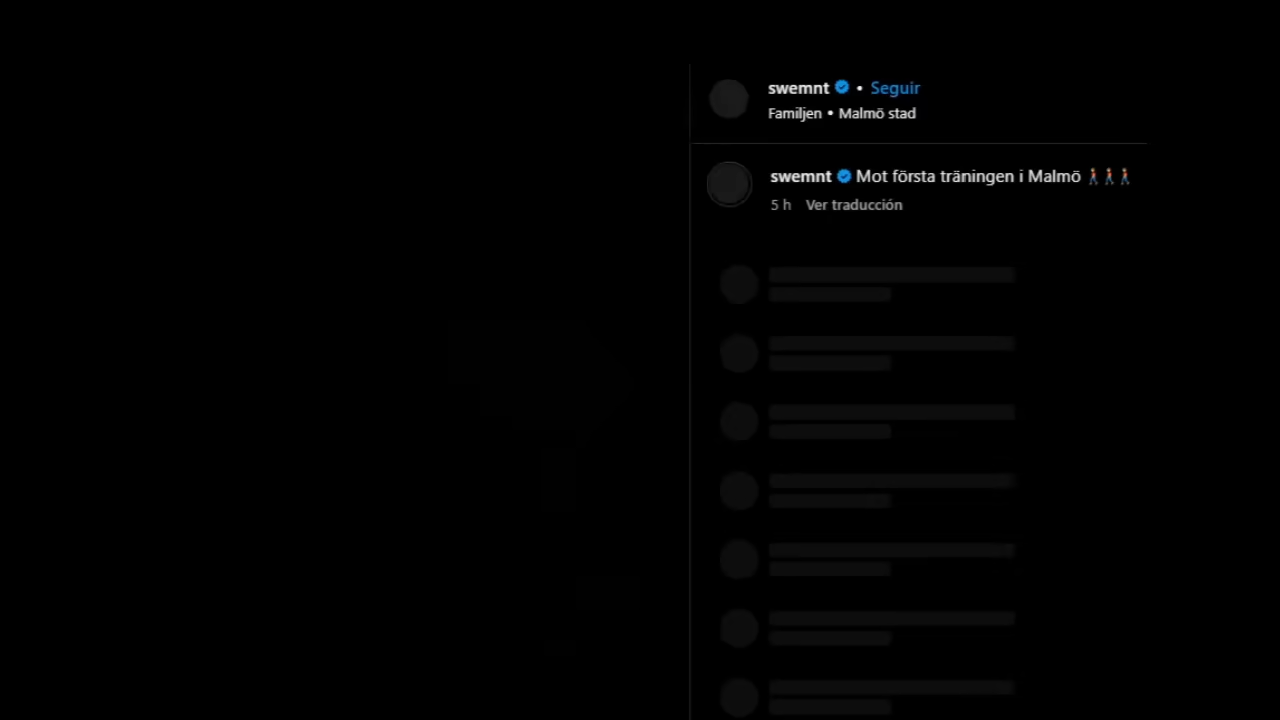 swemnt • Seguir
Familjen • Malmö stad
swemnt Mot första träningen i Malmö 🚶🚶🚶
5 h Ver traducción